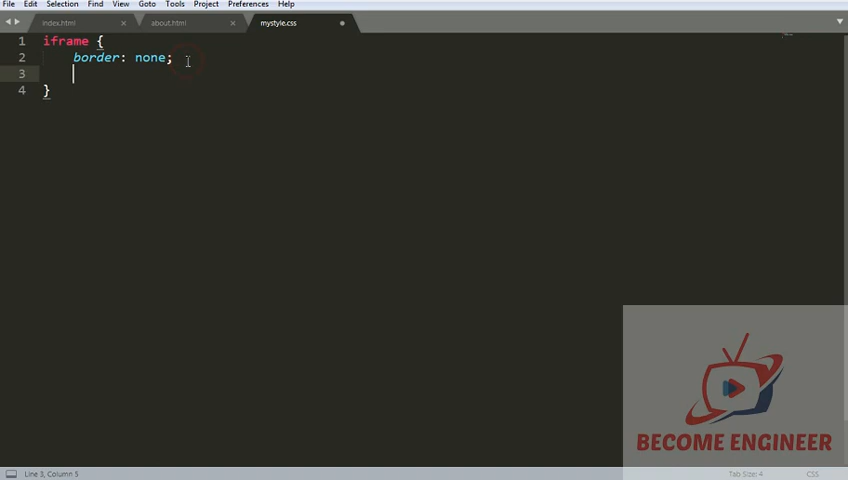 File Edit Selection Find View Goto Tools Project Preferences Help
index.html about.html mystyle.css
1 iframe {
2 border: none;
3
4 }
BECOME ENGINEER
Line 3, Column 5 Tab Size: 4 CSS